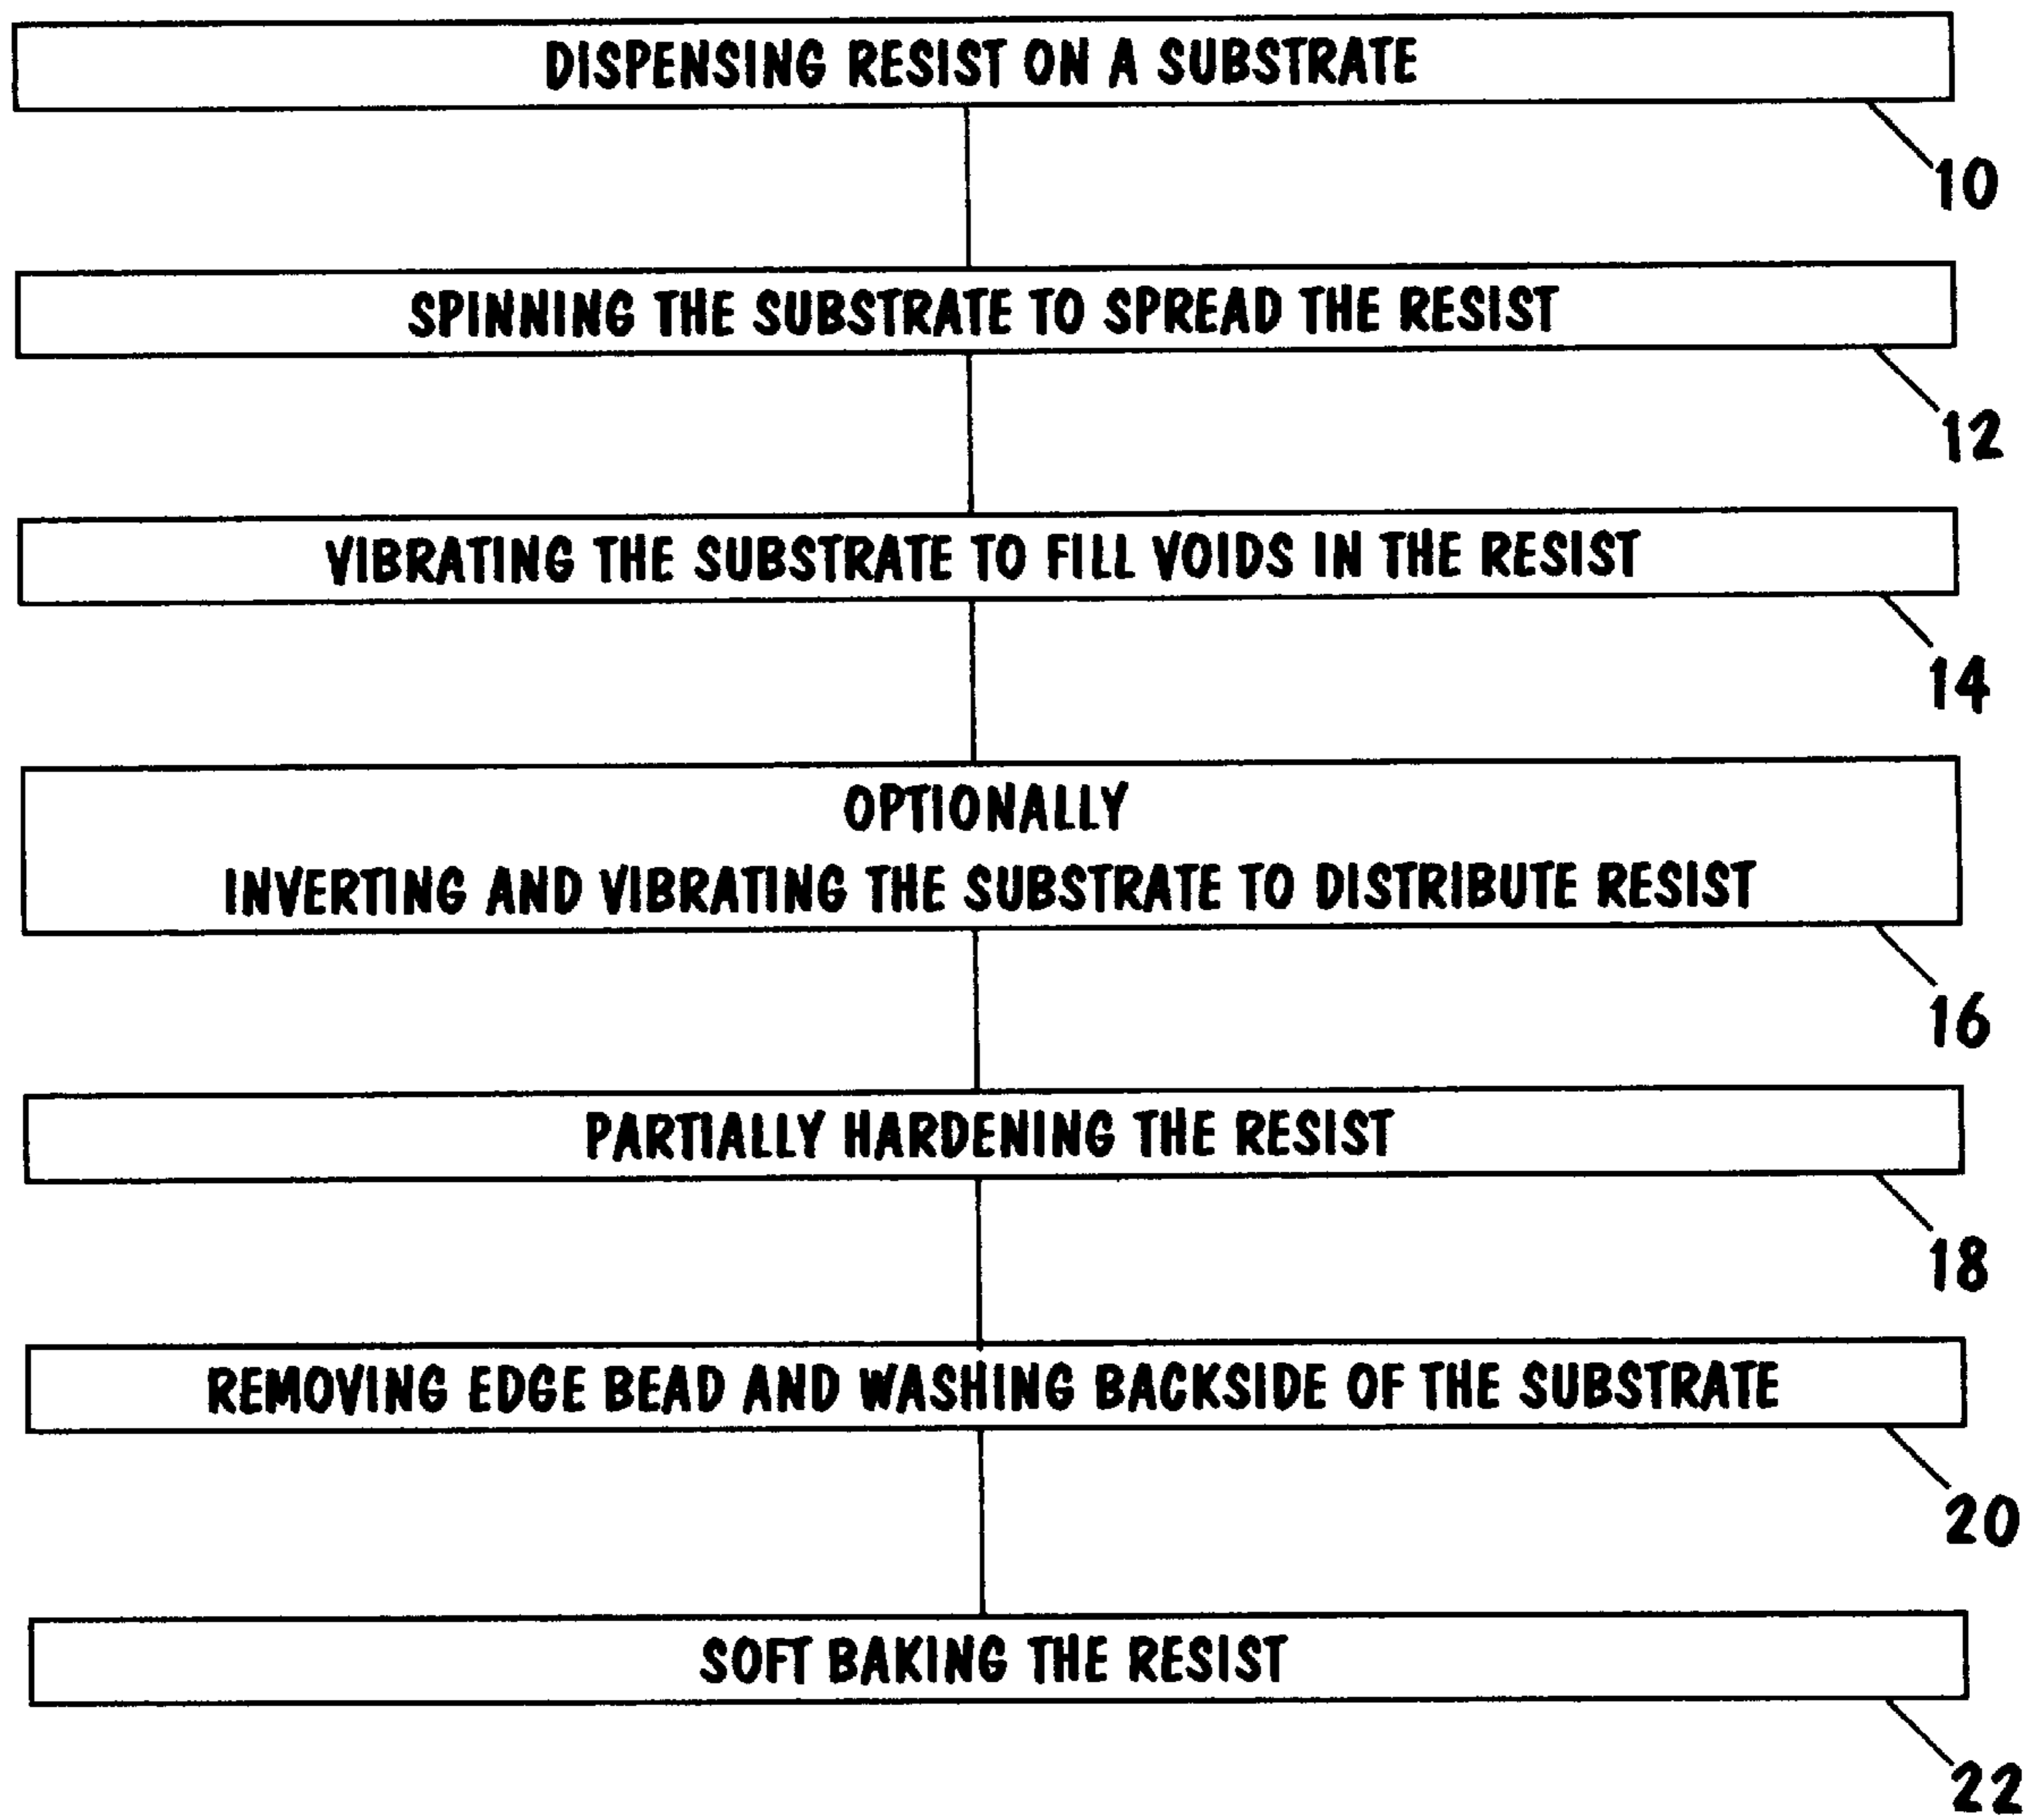 DISPENSING RESIST ON A SUBSTRATE
10
SPINNING THE SUBSTRATE TO SPREAD THE RESIST
12
VIBRATING THE SUBSTRATE TO FILL VOIDS IN THE RESIST
14
OPTIONALLY
INVERTING AND VIBRATING THE SUBSTRATE TO DISTRIBUTE RESIST
16
PARTIALLY HARDENING THE RESIST
18
REMOVING EDGE BEAD AND WASHING BACKSIDE OF THE SUBSTRATE
20
SOFT BAKING THE RESIST
22